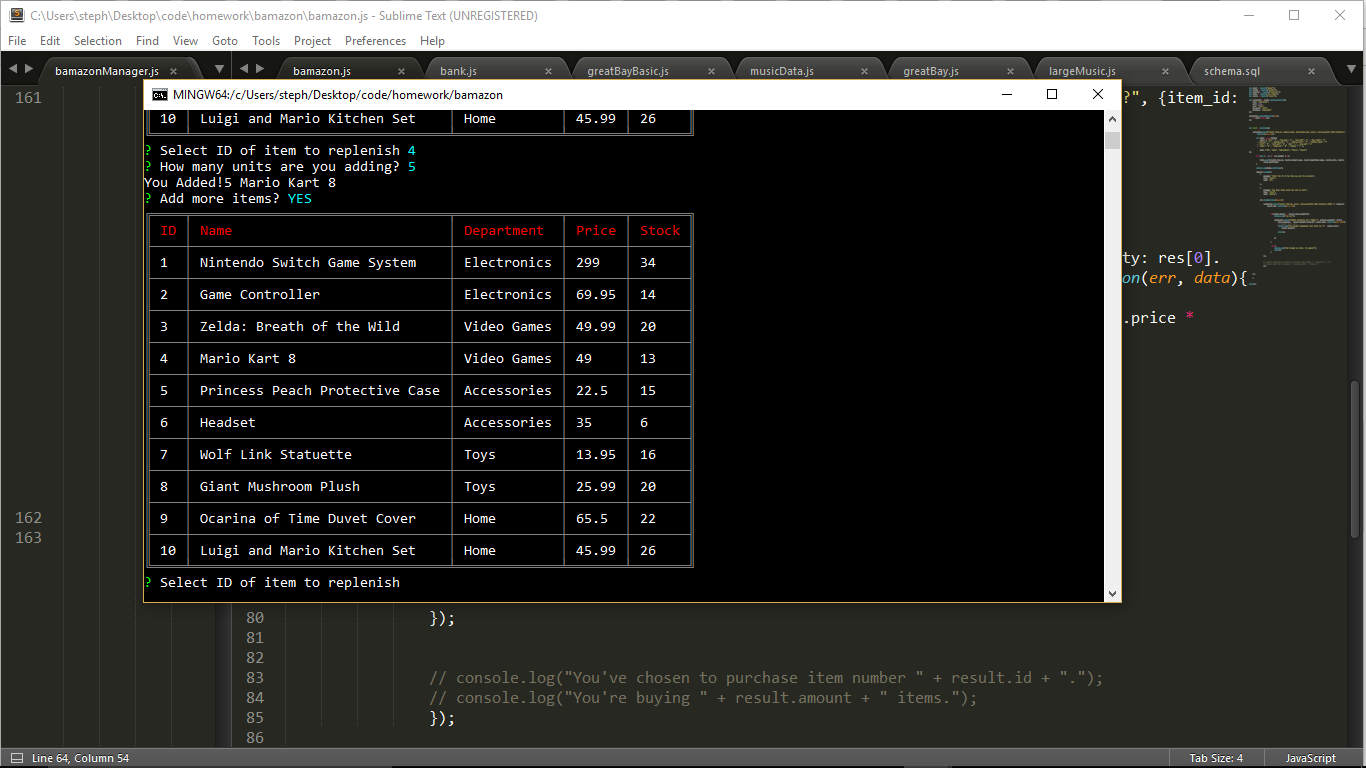 C:\Users\steph\Desktop\code\homework\bamazon\bamazon.js - Sublime Text (UNREGISTERED)
File Edit Selection Find View Goto Tools Project Preferences Help
bamazonManager.js × bamazon.js × bank.js × greatBayBasic.js × musicData.js × greatBay.js × largeMusic.js × schema.sql ×
161
?", {item_id:
MINGW64:/c/Users/steph/Desktop/code/homework/bamazon
10 Luigi and Mario Kitchen Set Home 45.99 26
? Select ID of item to replenish 4
? How many units are you adding? 5
You Added!5 Mario Kart 8
? Add more items? YES
ID Name Department Price Stock
1 Nintendo Switch Game System Electronics 299 34
2 Game Controller Electronics 69.95 14
3 Zelda: Breath of the Wild Video Games 49.99 20
4 Mario Kart 8 Video Games 49 13
5 Princess Peach Protective Case Accessories 22.5 15
6 Headset Accessories 35 6
7 Wolf Link Statuette Toys 13.95 16
8 Giant Mushroom Plush Toys 25.99 20
9 Ocarina of Time Duvet Cover Home 65.5 22
10 Luigi and Mario Kitchen Set Home 45.99 26
? Select ID of item to replenish
ty: res[0].
on(err, data){
.price *
162
163
80 });
81
82
83 // console.log("You've chosen to purchase item number " + result.id + ".");
84 // console.log("You're buying " + result.amount + " items.");
85 });
86
Line 64, Column 54
Tab Size: 4
JavaScript